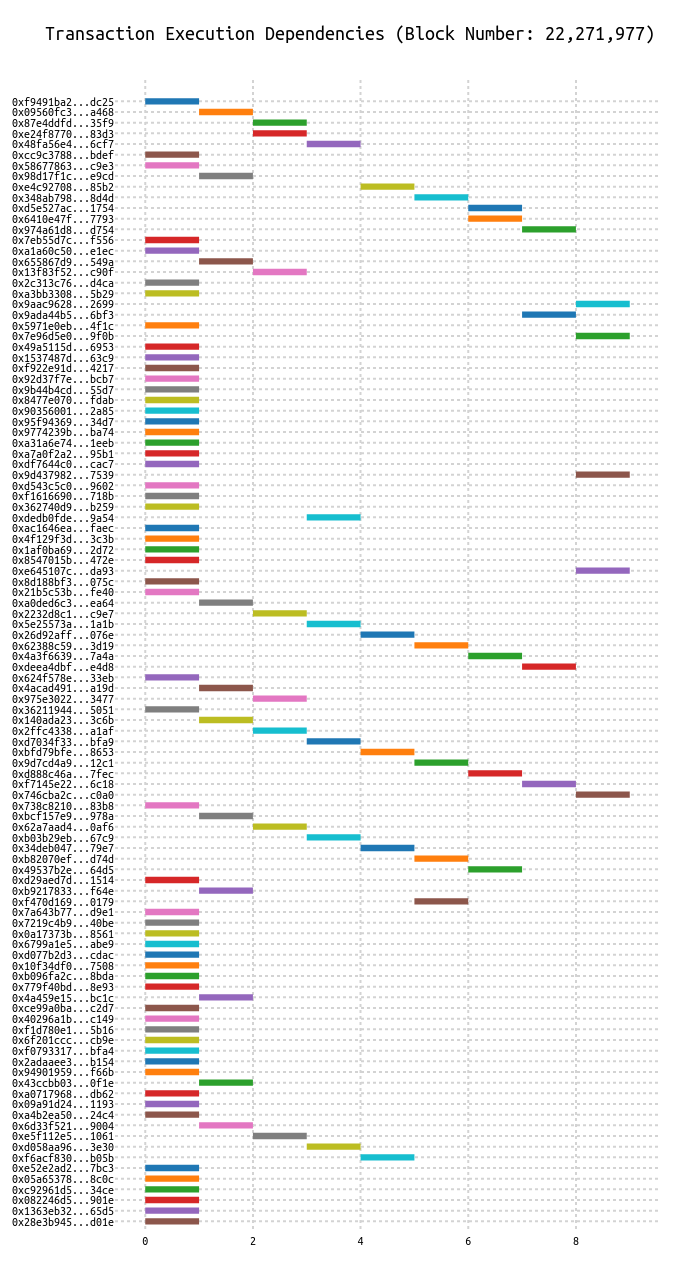 Transaction Execution Dependencies (Block Number: 22,271,977)
0xf9491ba2...dc25
0x09560fc3...a468
0x87e4ddfd...35f9
0xe24f8770...83d3
0x48fa56e4...6cf7
0xcc9c3788...bdef
0x58677863...c9e3
0x98d17f1c...e9cd
0xe4c92708...85b2
0x348ab798...8d4d
0xd5e527ac...1754
0x6410e47f...7793
0x974a61d8...d754
0x7eb55d7c...f556
0xa1a60c50...e1ec
0x655867d9...549a
0x13f83f52...c90f
0x2c313c76...d4ca
0xa3bb3308...5b29
0x9aac9628...2699
0x9ada44b5...6bf3
0x5971e0eb...4f1c
0x7e96d5e0...9f0b
0x49a5115d...6953
0x1537487d...63c9
0xf922e91d...4217
0x92d37f7e...bcb7
0x9b44b4cd...55d7
0x8477e070...fdab
0x90356001...2a85
0x95f94369...34d7
0x9774239b...ba74
0xa31a6e74...1eeb
0xa7a0f2a2...95b1
0xdf7644c0...cac7
0x9d437982...7539
0xd543c5c0...9602
0xf1616690...718b
0x362740d9...b259
0xdedb0fde...9a54
0xac1646ea...faec
0x4f129f3d...3c3b
0x1af0ba69...2d72
0x8547015b...472e
0xe645107c...da93
0x8d188bf3...075c
0x21b5c53b...fe40
0xa0ded6c3...ea64
0x2232d8c1...c9e7
0x5e25573a...1a1b
0x26d92aff...076e
0x62388c59...3d19
0x4a3f6639...7a4a
0xdeea4dbf...e4d8
0x624f578e...33eb
0x4acad491...a19d
0x975e3022...3477
0x36211944...5051
0x140ada23...3c6b
0x2ffc4338...a1af
0xd7034f33...bfa9
0xbfd79bfe...8653
0x9d7cd4a9...12c1
0xd888c46a...7fec
0xf7145e22...6c18
0x746cba2c...c0a0
0x738c8210...83b8
0xbcf157e9...978a
0x62a7aad4...0af6
0xb03b29eb...67c9
0x34deb047...79e7
0xb82070ef...d74d
0x49537b2e...64d5
0xd29aed7d...1514
0xb9217833...f64e
0xf470d169...0179
0x7a643b77...d9e1
0x7219c4b9...40be
0x0a17373b...8561
0x6799a1e5...abe9
0xd077b2d3...cdac
0x10f34df0...7508
0xb096fa2c...8bda
0x779f40bd...8e93
0x4a459e15...bc1c
0xce99a0ba...c2d7
0x40296a1b...c149
0xf1d780e1...5b16
0x6f201ccc...cb9e
0xf0793317...bfa4
0x2adaaee3...b154
0x94901959...f66b
0x43ccbb03...0f1e
0xa0717968...db62
0x09a91d24...1193
0xa4b2ea50...24c4
0x6d33f521...9004
0xe5f112e5...1061
0xd058aa96...3e30
0xf6acf830...b05b
0xe52e2ad2...7bc3
0x05a65378...8c0c
0xc92961d5...34ce
0x082246d5...901e
0x1363eb32...65d5
0x28e3b945...d01e
0 2 4 6 8